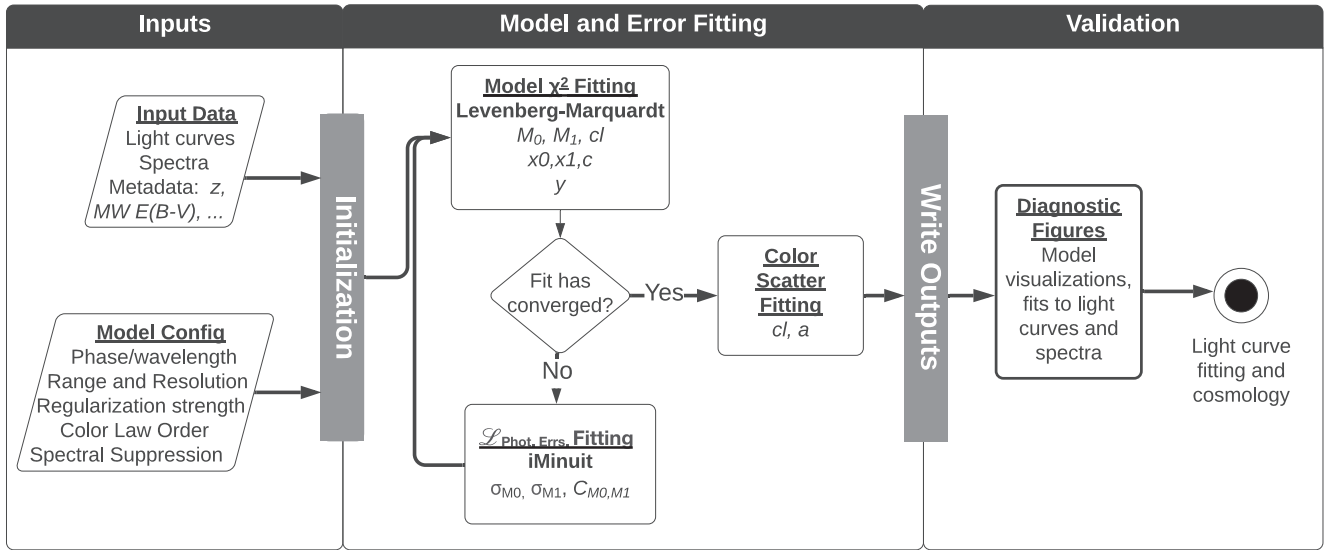 Inputs
Model and Error Fitting
Validation
Input Data
Light curves
Spectra
Metadata: z,
MW E(B-V), ...
Model Config
Phase/wavelength
Range and Resolution
Regularization strength
Color Law Order
Spectral Suppression
Initialization
Model χ² Fitting
Levenberg-Marquardt
M₀, M₁, cl
x0,x1,c
y
Fit has
converged?
Yes
No
ℒ Phot. Errs. Fitting
iMinuit
σM0, σM1, CM0,M1
Color
Scatter
Fitting
cl, a
Write Outputs
Diagnostic
Figures
Model
visualizations,
fits to light
curves and
spectra
Light curve
fitting and
cosmology